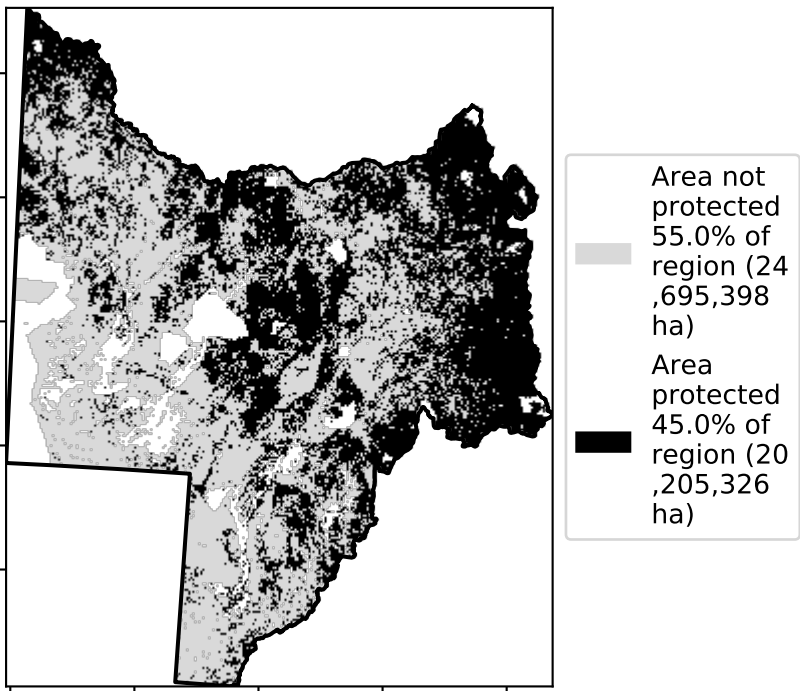 Area not
protected
55.0% of
region (24
,695,398
ha)
Area
protected
45.0% of
region (20
,205,326
ha)